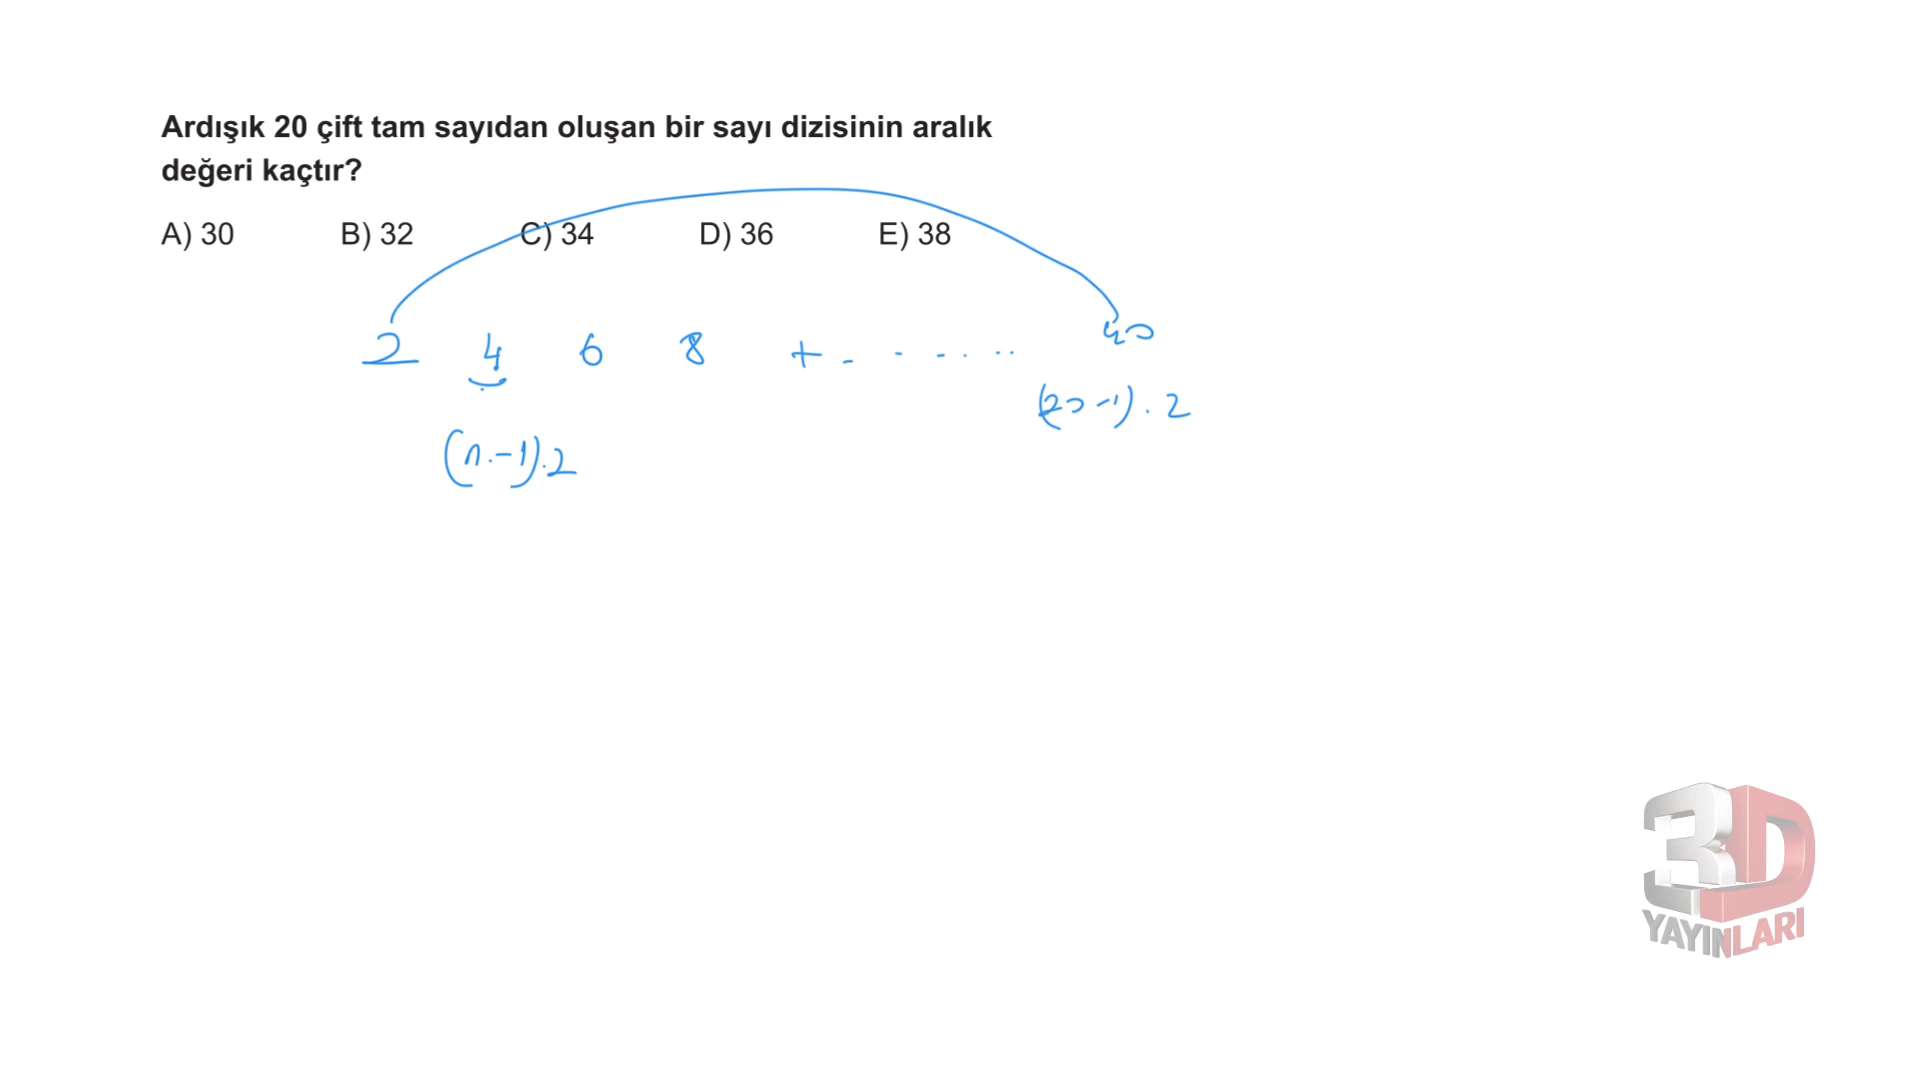 Ardışık 20 çift tam sayıdan oluşan bir sayı dizisinin aralık
değeri kaçtır?
A) 30 B) 32 C) 34 D) 36 E) 38
2 4 6 8 + - - - . - . . . 40
(20-1).2
(n-1).2
3D
YAYINLARI